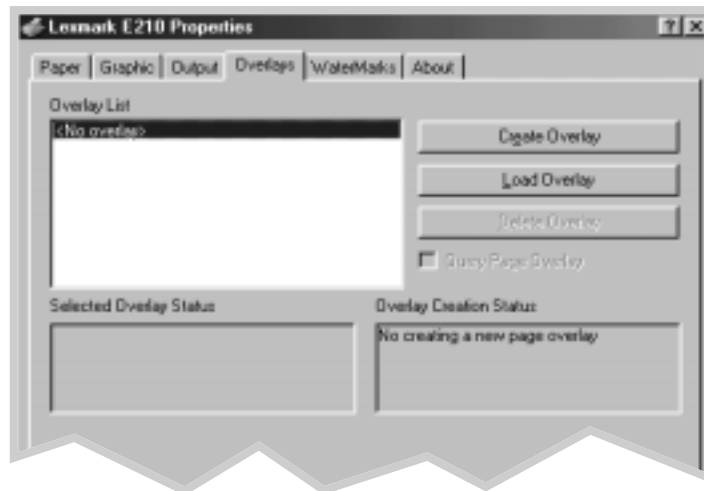 Lexmark E210 Properties
Paper Graphic Output Overlays WaterMarks About
Overlay List
<No overlay>
Create Overlay
Load Overlay
Delete Overlay
Query Page Overlay
Selected Overlay Status
Overlay Creation Status
No creating a new page overlay